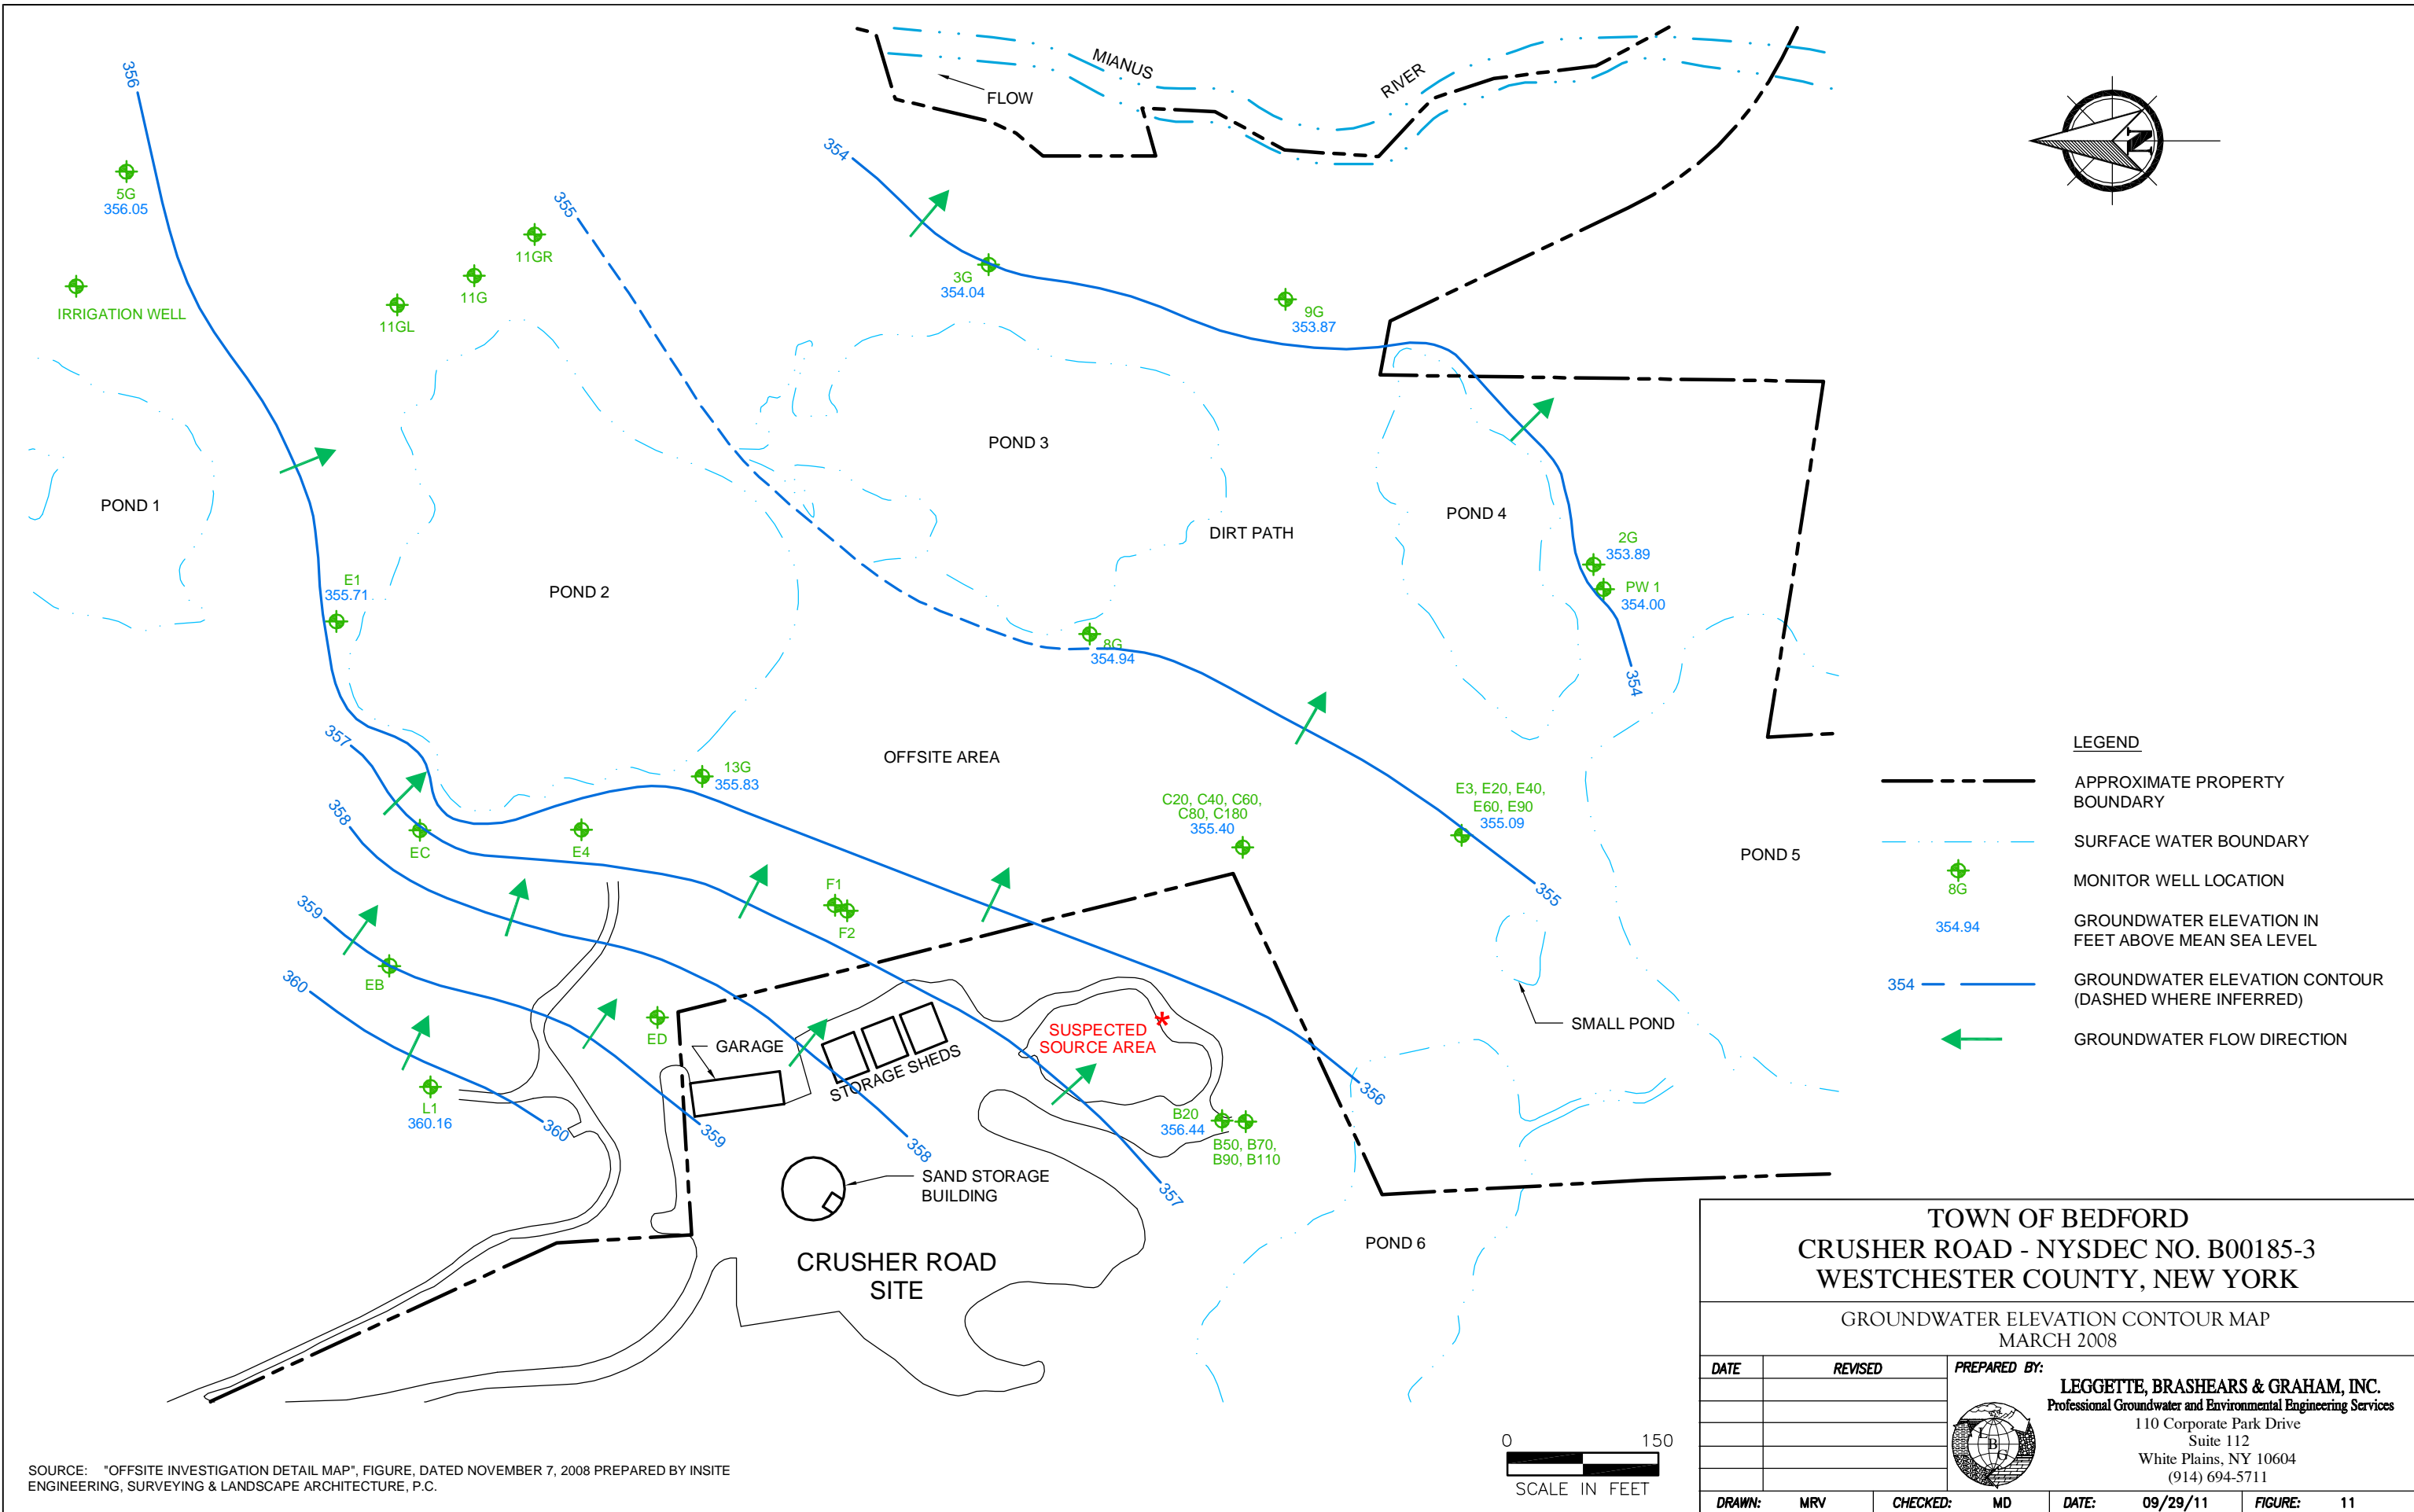 MIANUS
RIVER
FLOW
356
5G
356.05
IRRIGATION WELL
11GL
11G
11GR
355
354
3G
354.04
9G
353.87
N
POND 1
POND 2
POND 3
POND 4
DIRT PATH
E1
355.71
2G
353.89
PW 1
354.00
354
8G
354.94
357
358
359
360
13G
355.83
OFFSITE AREA
EC
E4
C20, C40, C60,
C80, C180
355.40
E3, E20, E40,
E60, E90
355.09
355
POND 5
F1
F2
EB
ED
L1
360.16
360
359
358
357
356
GARAGE
STORAGE SHEDS
SUSPECTED
SOURCE AREA
*
B20
356.44
B50, B70,
B90, B110
SMALL POND
SAND STORAGE
BUILDING
CRUSHER ROAD
SITE
POND 6
LEGEND
APPROXIMATE PROPERTY
BOUNDARY
SURFACE WATER BOUNDARY
8G
MONITOR WELL LOCATION
354.94
GROUNDWATER ELEVATION IN
FEET ABOVE MEAN SEA LEVEL
354
GROUNDWATER ELEVATION CONTOUR
(DASHED WHERE INFERRED)
GROUNDWATER FLOW DIRECTION
0 150
SCALE IN FEET
SOURCE: "OFFSITE INVESTIGATION DETAIL MAP", FIGURE, DATED NOVEMBER 7, 2008 PREPARED BY INSITE
ENGINEERING, SURVEYING & LANDSCAPE ARCHITECTURE, P.C.
TOWN OF BEDFORD
CRUSHER ROAD - NYSDEC NO. B00185-3
WESTCHESTER COUNTY, NEW YORK
GROUNDWATER ELEVATION CONTOUR MAP
MARCH 2008
DATE REVISED PREPARED BY:
LBG
LEGGETTE, BRASHEARS & GRAHAM, INC.
Professional Groundwater and Environmental Engineering Services
110 Corporate Park Drive
Suite 112
White Plains, NY 10604
(914) 694-5711
DRAWN: MRV CHECKED: MD DATE: 09/29/11 FIGURE: 11